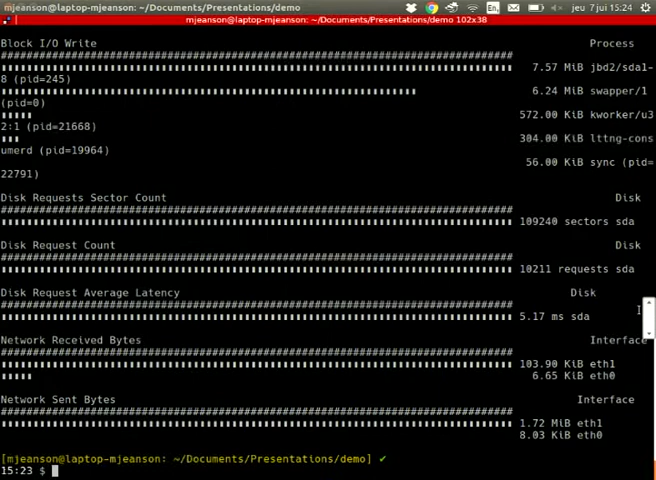 mjeanson@laptop-mjeanson: ~/Documents/Presentations/demo
En
jeu 7 jui 15:24
mjeanson@laptop-mjeanson: ~/Documents/Presentations/demo 102x38
Block I/O Write Process
###############################################################################
7.57 MiB jbd2/sda1-
8 (pid=245)
6.24 MiB swapper/1
(pid=0)
572.00 KiB kworker/u3
2:1 (pid=21668)
304.00 KiB lttng-cons
umerd (pid=19964)
56.00 KiB sync (pid=
22791)
Disk Requests Sector Count Disk
###############################################################################
109240 sectors sda
Disk Request Count Disk
###############################################################################
10211 requests sda
Disk Request Average Latency Disk
###############################################################################
5.17 ms sda
Network Received Bytes Interface
###############################################################################
103.90 KiB eth1
6.65 KiB eth0
Network Sent Bytes Interface
###############################################################################
1.72 MiB eth1
8.03 KiB eth0
[mjeanson@laptop-mjeanson: ~/Documents/Presentations/demo] ✔
15:23 $